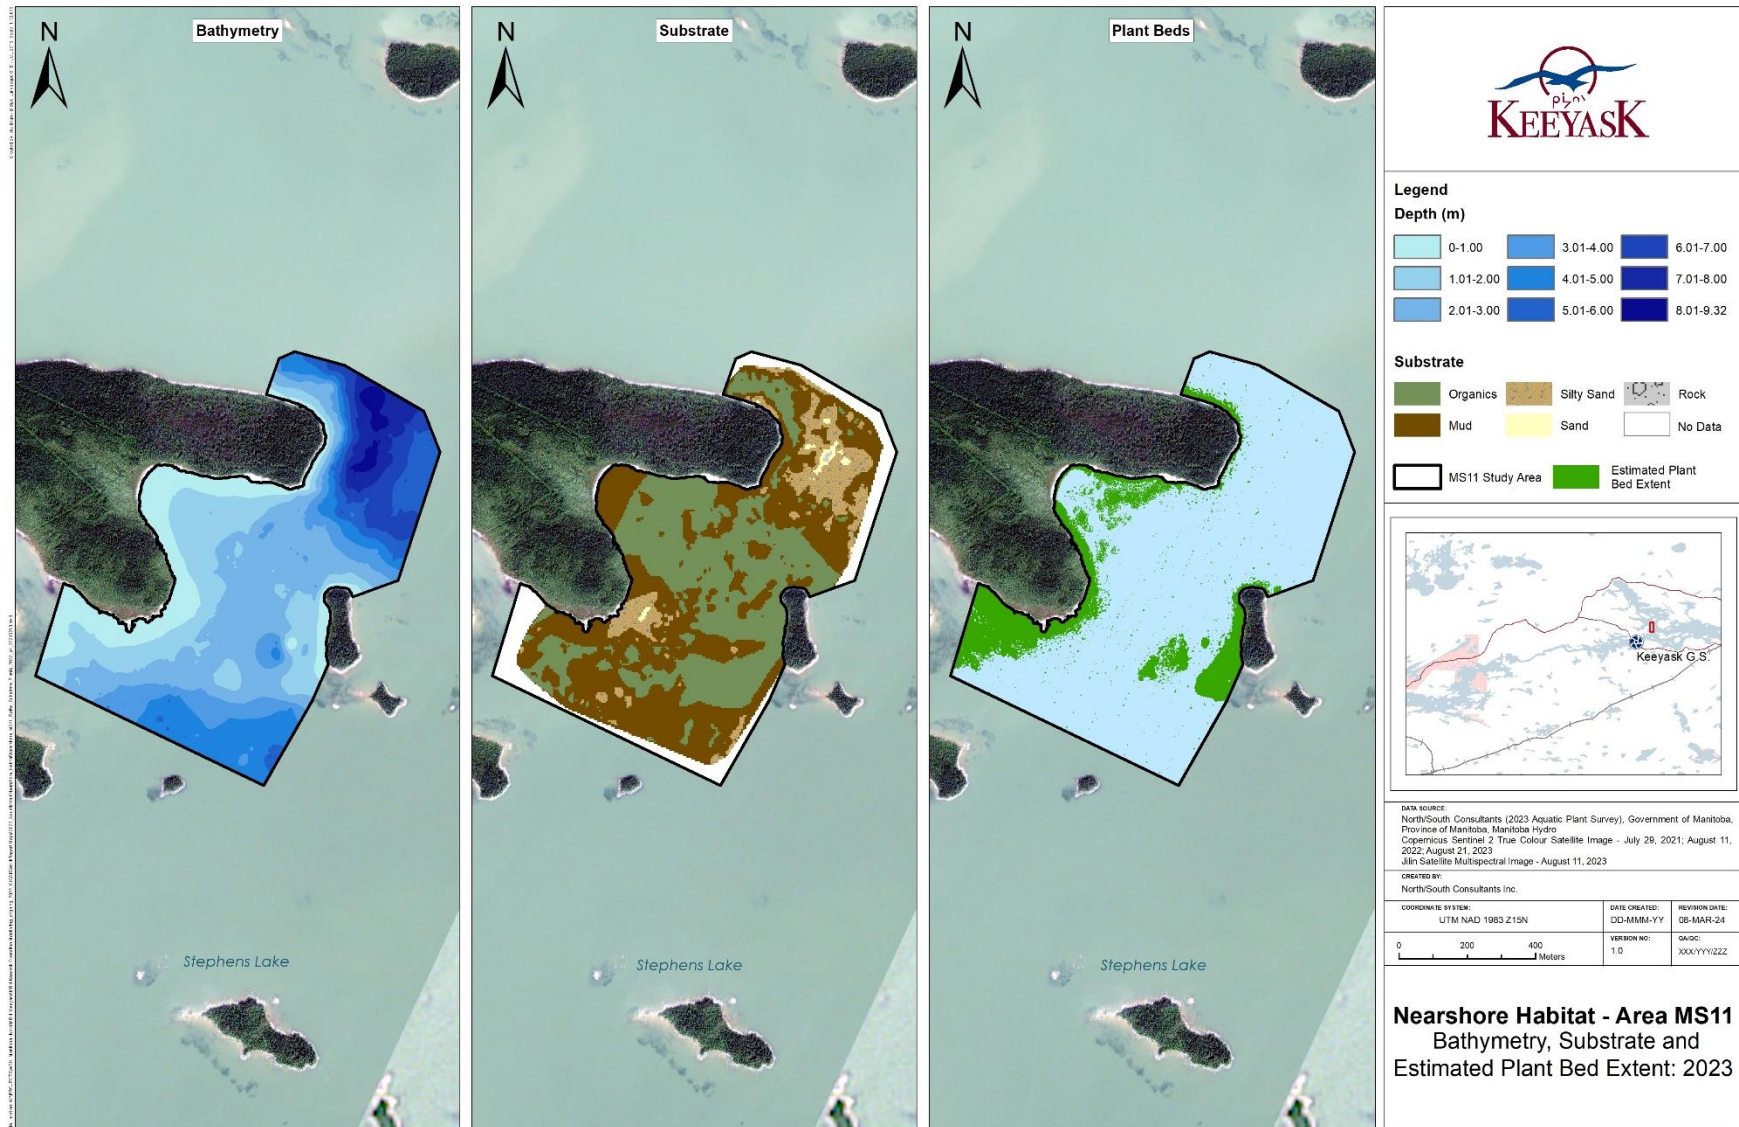 N
Bathymetry
N
Substrate
N
Plant Beds
Stephens Lake
Stephens Lake
Stephens Lake
KEEYASK
Legend
Depth (m)
0-1.00
3.01-4.00
6.01-7.00
1.01-2.00
4.01-5.00
7.01-8.00
2.01-3.00
5.01-6.00
8.01-9.32
Substrate
Organics
Silty Sand
Rock
Mud
Sand
No Data
MS11 Study Area
Estimated Plant
Bed Extent
Keeyask G.S.
DATA SOURCE:
North/South Consultants (2023 Aquatic Plant Survey), Government of Manitoba,
Province of Manitoba, Manitoba Hydro
Copernicus Sentinel 2 True Colour Satellite Image - July 29, 2021; August 11,
2022; August 21, 2023
Jilin Satellite Multispectral Image - August 11, 2023
CREATED BY:
North/South Consultants Inc.
COORDINATE SYSTEM:
UTM NAD 1983 Z15N
DATE CREATED:
DD-MMM-YY
REVISION DATE:
08-MAR-24
0 200 400
Meters
VERSION NO:
1.0
QA/QC:
XXX/YYY/ZZZ
Nearshore Habitat - Area MS11
Bathymetry, Substrate and
Estimated Plant Bed Extent: 2023